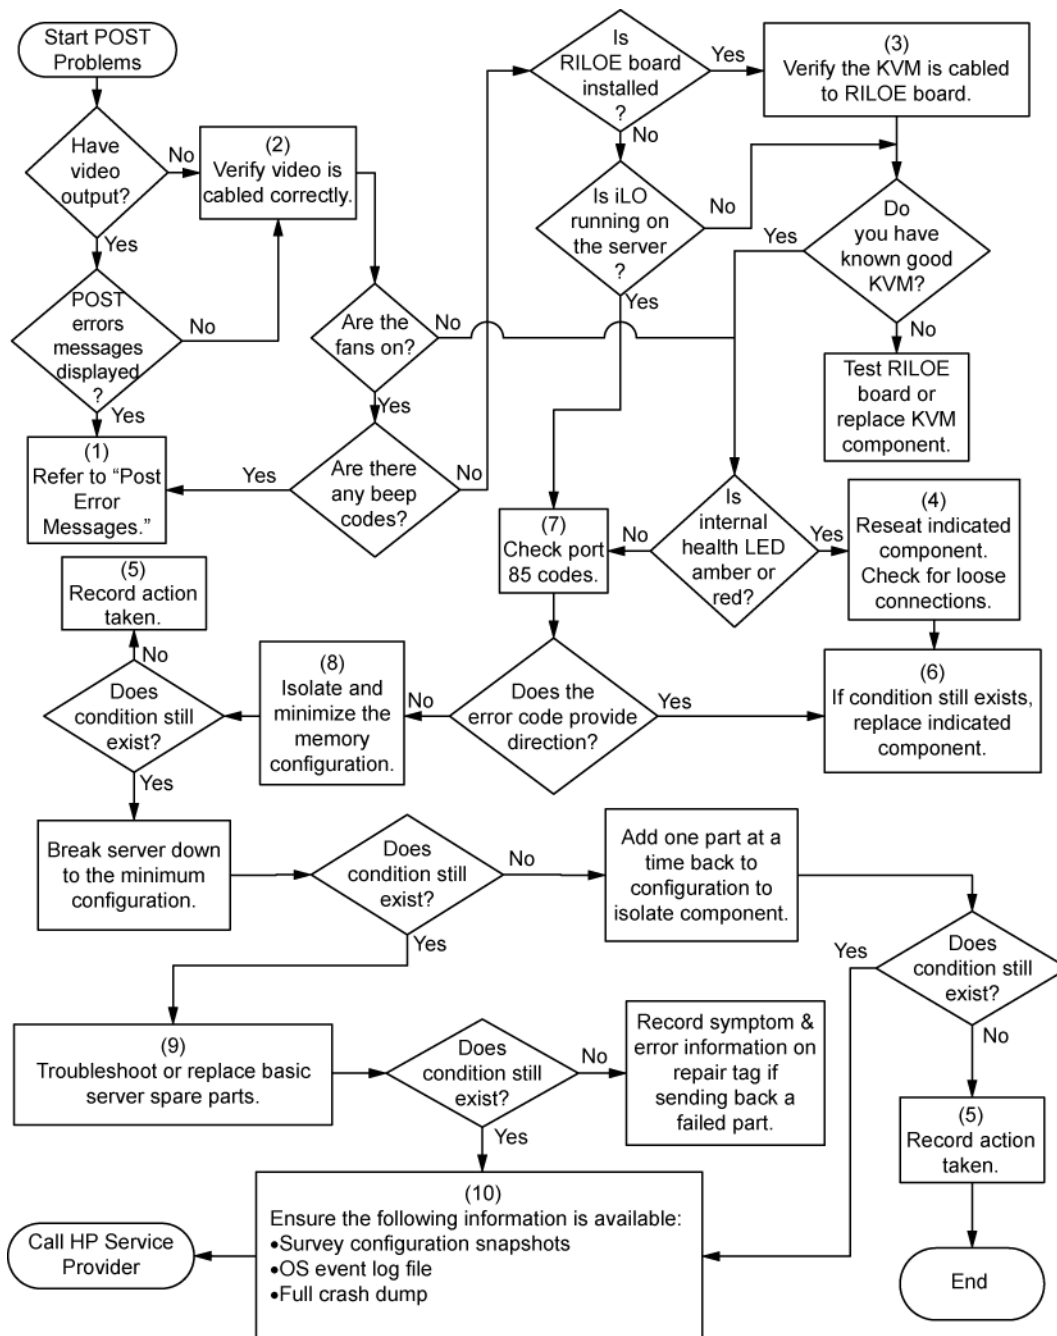 Start POST
Problems
Have
video
output?
No
Yes
(2)
Verify video is
cabled correctly.
POST
errors
messages
displayed
?
No
Yes
(1)
Refer to “Post
Error
Messages.”
Are the
fans on?
No
Yes
Are there
any beep
codes?
Yes
No
Is
RILOE board
installed
?
Yes
No
(3)
Verify the KVM is cabled
to RILOE board.
Is iLO
running on
the server
?
No
Yes
Do
you have
known good
KVM?
Yes
No
Test RILOE
board or
replace KVM
component.
Is
internal
health LED
amber or
red?
No
Yes
(4)
Reseat indicated
component.
Check for loose
connections.
(7)
Check port
85 codes.
(6)
If condition still exists,
replace indicated
component.
Does the
error code provide
direction?
Yes
No
(8)
Isolate and
minimize the
memory
configuration.
(5)
Record action
taken.
No
Does
condition still
exist?
Yes
Break server down
to the minimum
configuration.
Does
condition still
exist?
No
Yes
Add one part at a
time back to
configuration to
isolate component.
Does
condition still
exist?
Yes
No
(9)
Troubleshoot or replace basic
server spare parts.
Does
condition still
exist?
No
Yes
Record symptom &
error information on
repair tag if
sending back a
failed part.
(5)
Record action
taken.
(10)
Ensure the following information is available:
•Survey configuration snapshots
•OS event log file
•Full crash dump
Call HP Service
Provider
End